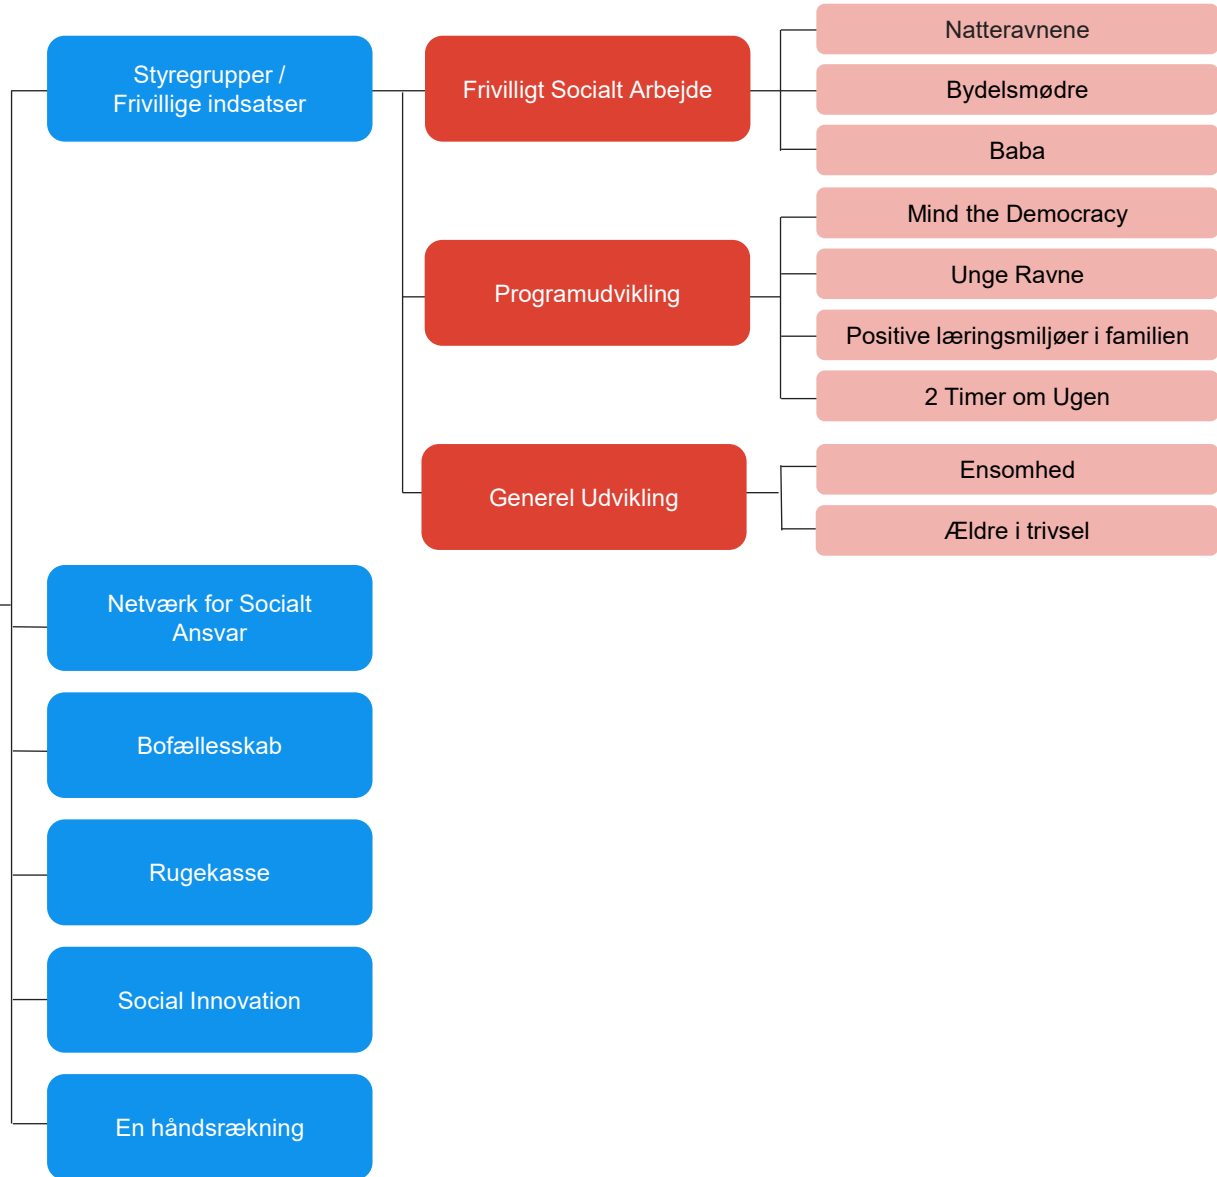 Styregrupper /
Frivillige indsatser
Frivilligt Socialt Arbejde
Natteravnene
Bydelsmødre
Baba
Programudvikling
Mind the Democracy
Unge Ravne
Positive læringsmiljøer i familien
2 Timer om Ugen
Generel Udvikling
Ensomhed
Ældre i trivsel
Netværk for Socialt
Ansvar
Bofællesskab
Rugekasse
Social Innovation
En håndsrækning